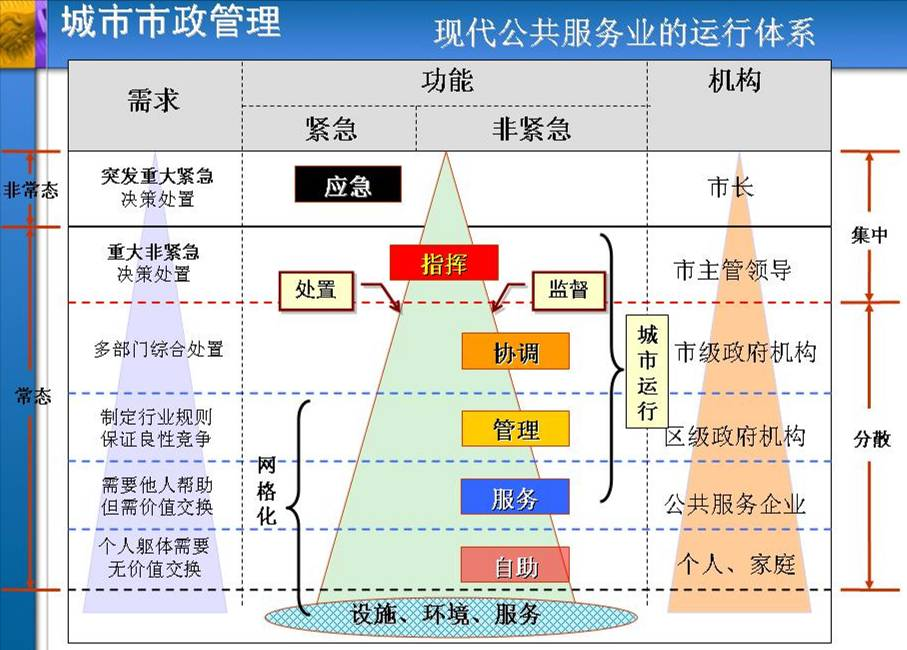 城市市政管理
现代公共服务业的运行体系
需求
功能
机构
紧急
非紧急
非常态
突发重大紧急
决策处置
应急
市长
集中
重大非紧急
决策处置
指挥
市主管领导
处置
监督
多部门综合处置
协调
城市运行
市级政府机构
常态
制定行业规则
保证良性竞争
管理
区级政府机构
分散
网格化
需要他人帮助
但需价值交换
服务
公共服务企业
个人躯体需要
无价值交换
自助
个人、家庭
设施、环境、服务